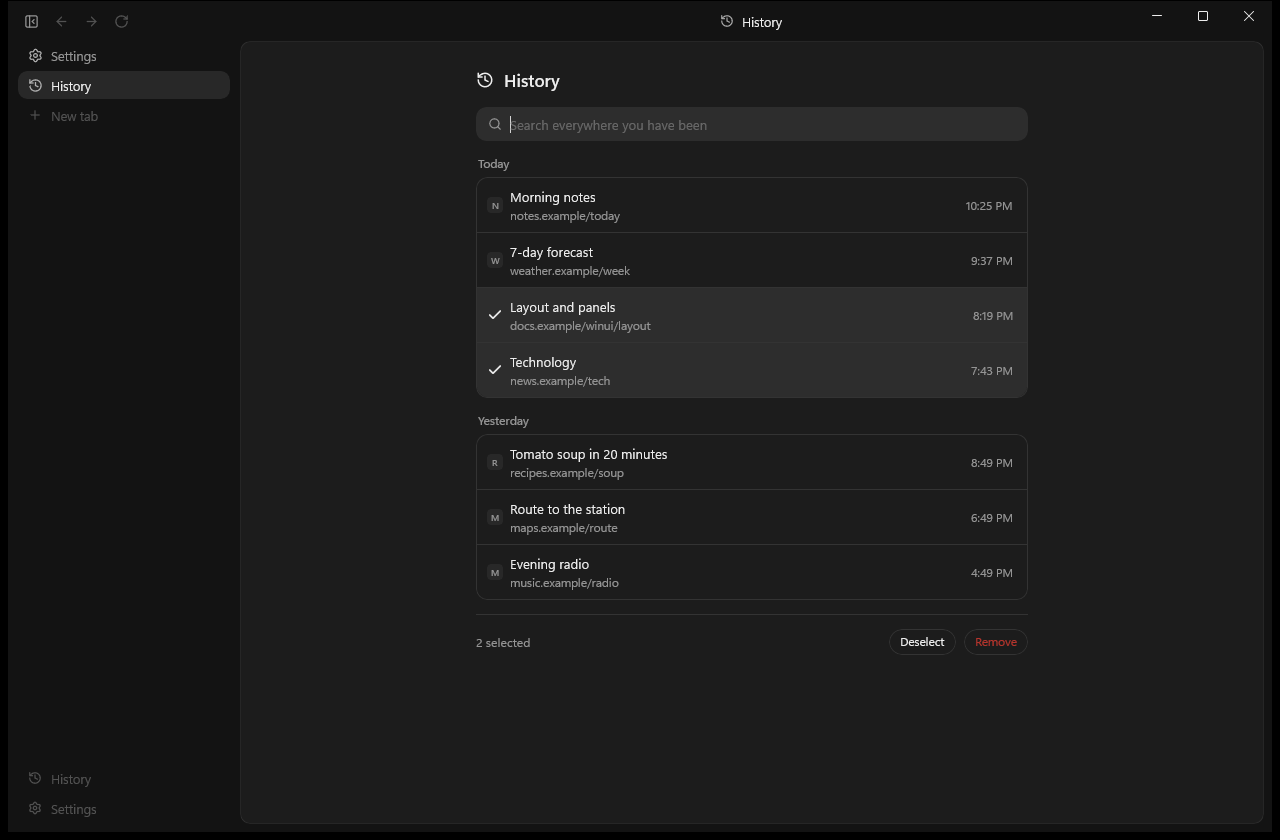 History
Settings
History
New tab
History
Search everywhere you have been
Today
N
Morning notes
notes.example/today
10:25 PM
W
7-day forecast
weather.example/week
9:37 PM
Layout and panels
docs.example/winui/layout
8:19 PM
Technology
news.example/tech
7:43 PM
Yesterday
R
Tomato soup in 20 minutes
recipes.example/soup
8:49 PM
M
Route to the station
maps.example/route
6:49 PM
M
Evening radio
music.example/radio
4:49 PM
2 selected
Deselect
Remove
History
Settings